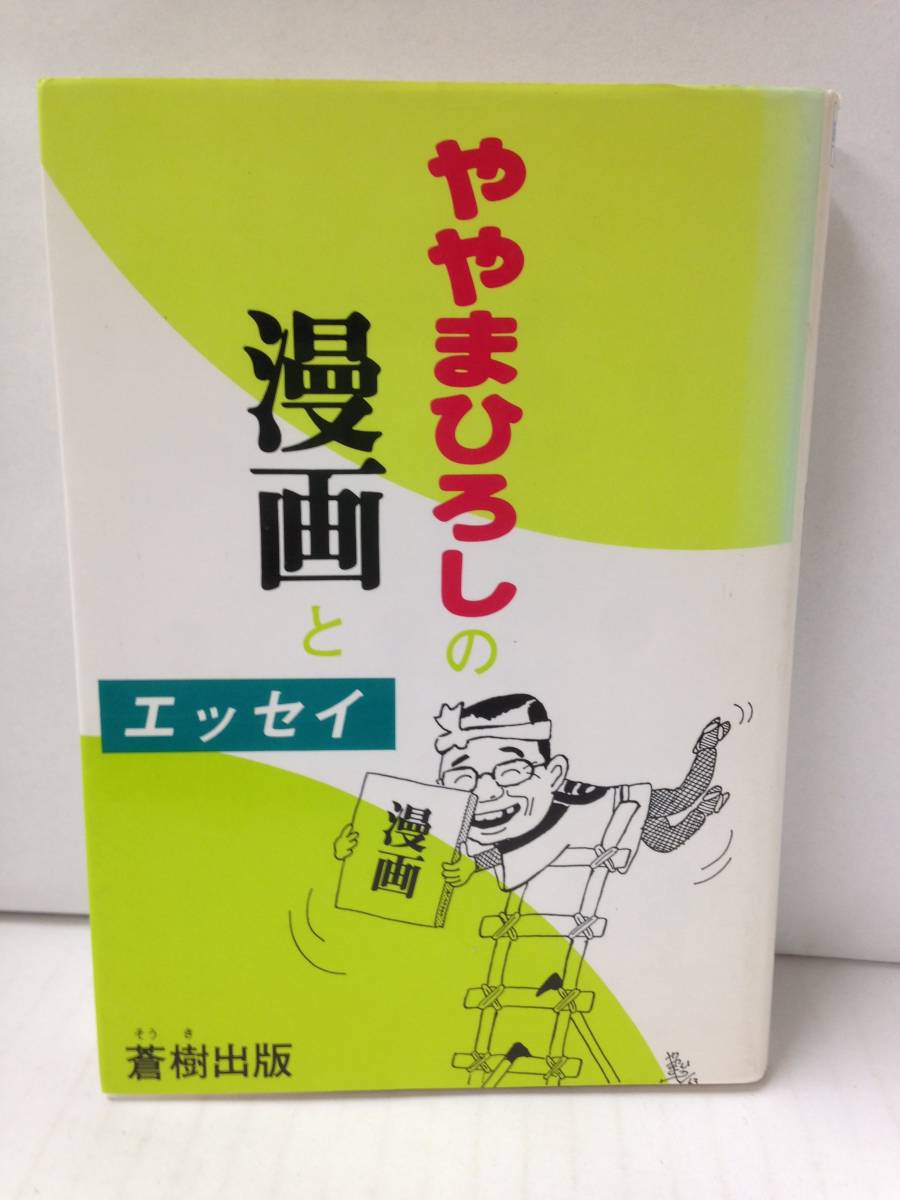 ややまひろしの
漫画と
エッセイ
漫画
そうき
蒼樹出版